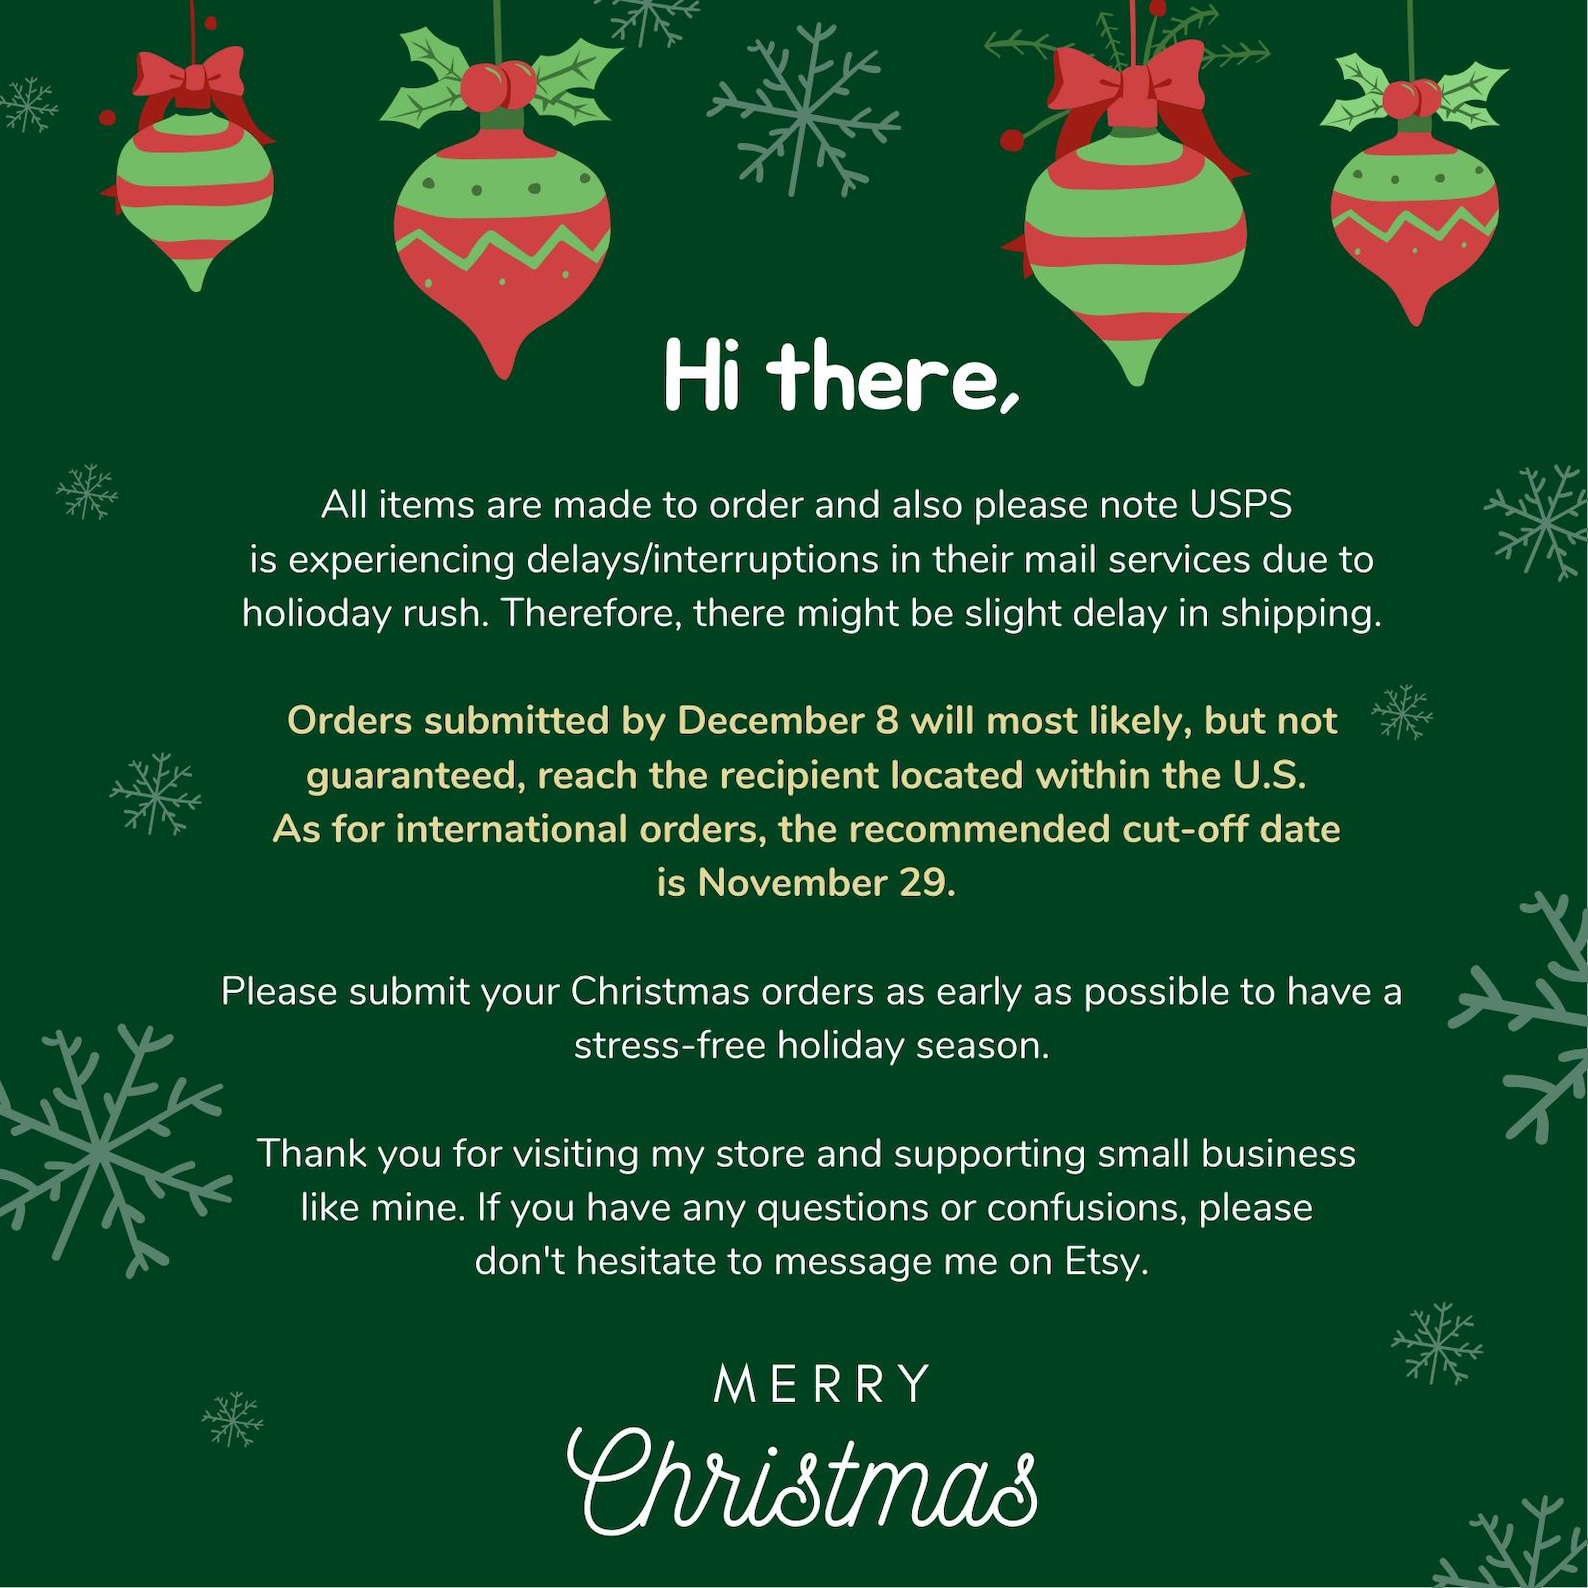 Hi there,
All items are made to order and also please note USPS
is experiencing delays/interruptions in their mail services due to
holioday rush. Therefore, there might be slight delay in shipping.
Orders submitted by December 8 will most likely, but not
guaranteed, reach the recipient located within the U.S.
As for international orders, the recommended cut-off date
is November 29.
Please submit your Christmas orders as early as possible to have a
stress-free holiday season.
Thank you for visiting my store and supporting small business
like mine. If you have any questions or confusions, please
don't hesitate to message me on Etsy.
MERRY
Christmas